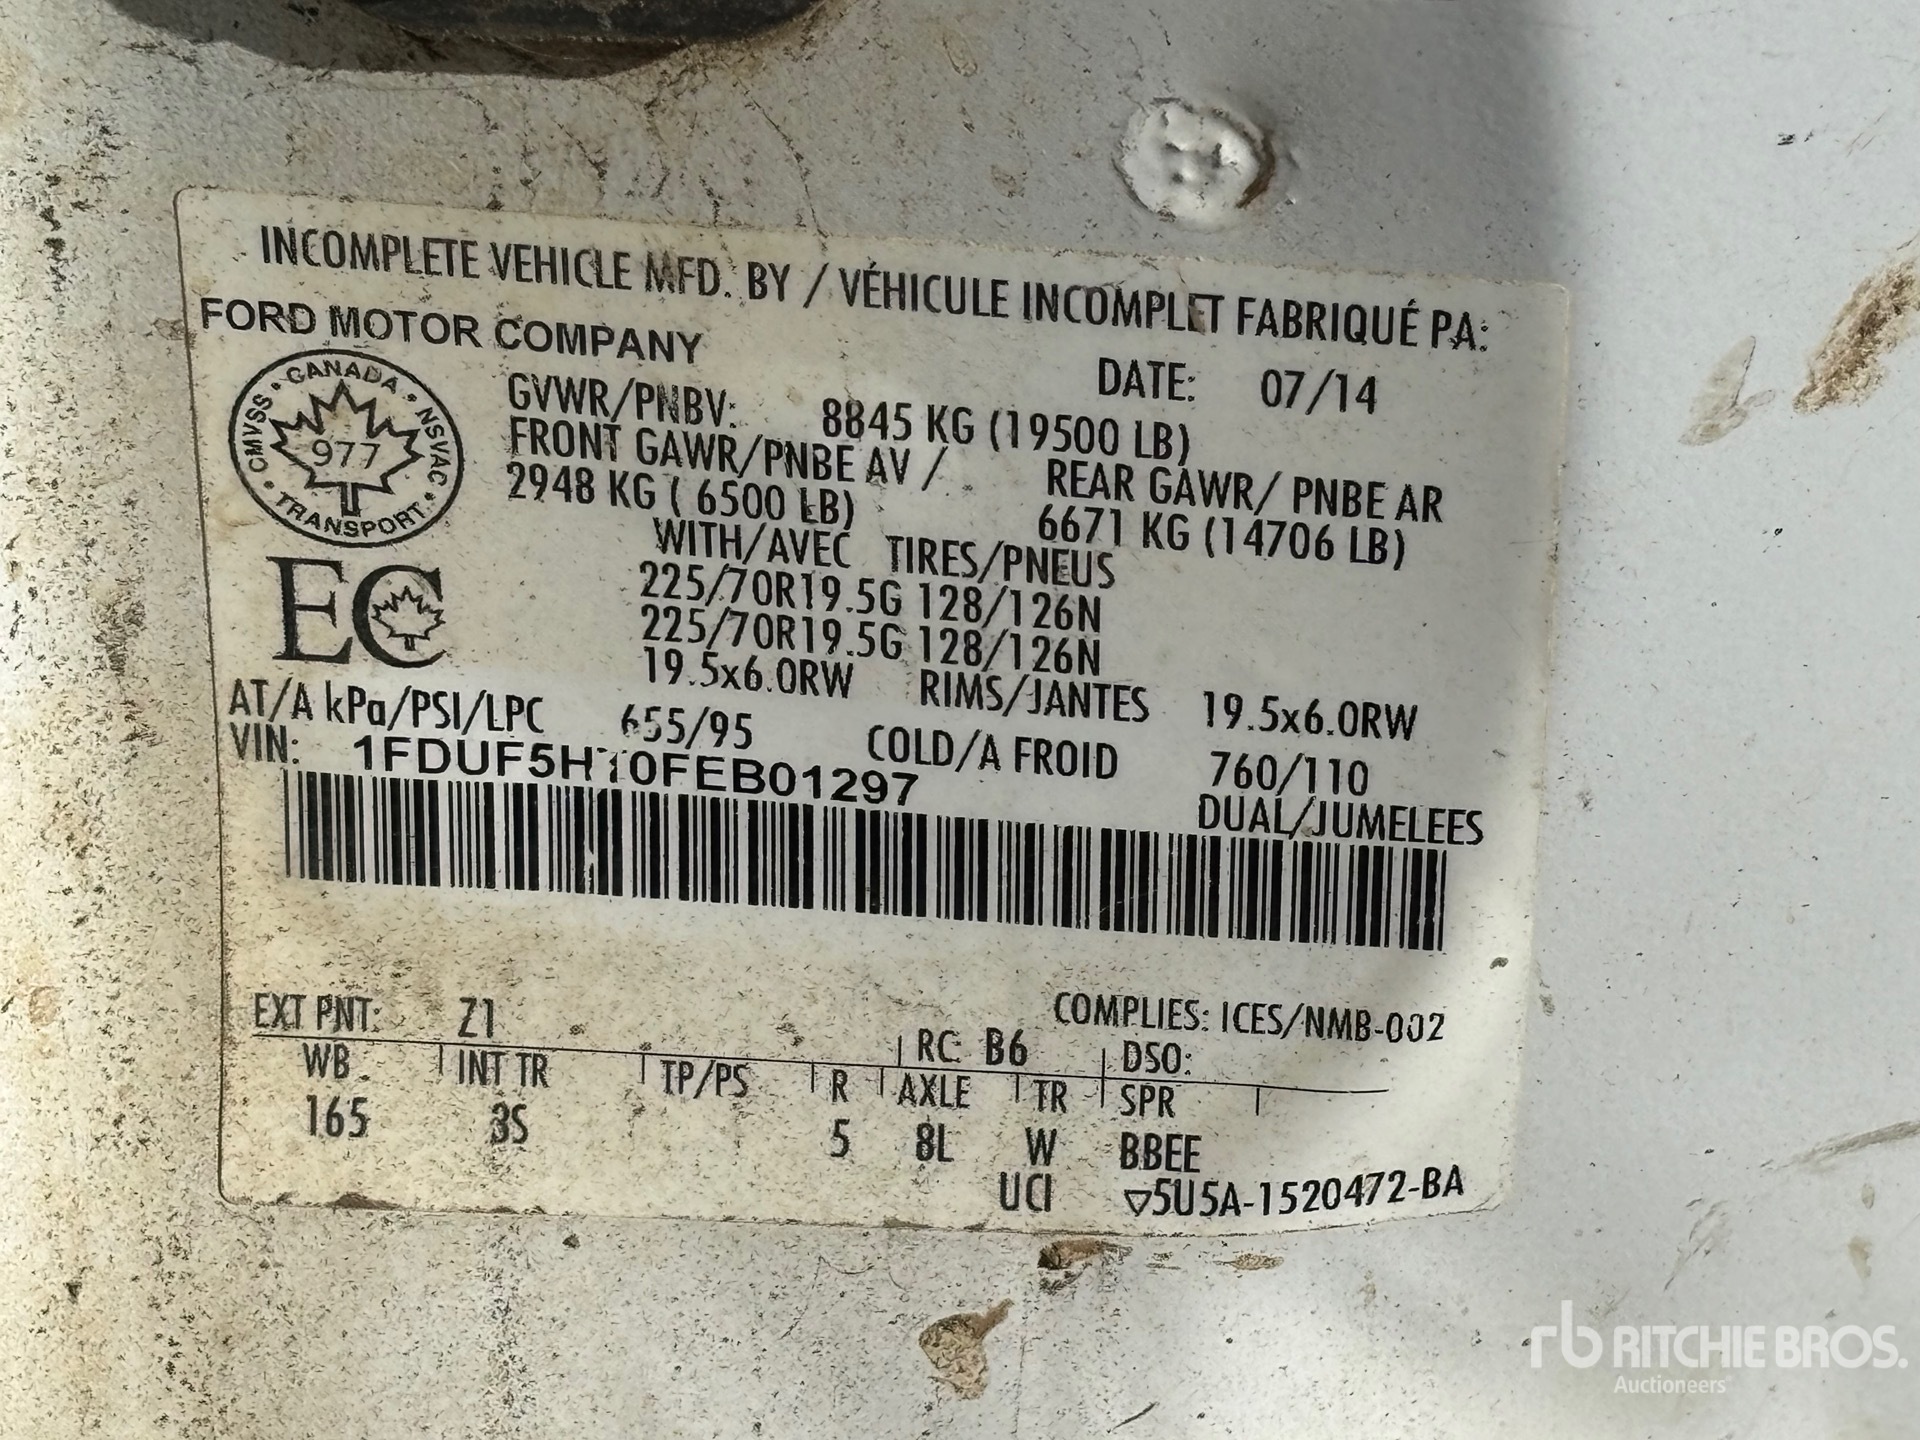 INCOMPLETE VEHICLE MFD. BY / VÉHICULE INCOMPLET FABRIQUÉ PA:
FORD MOTOR COMPANY
DATE: 07/14
GVWR/PNBV: 8845 KG (19500 LB)
FRONT GAWR/PNBE AV / REAR GAWR/ PNBE AR
2948 KG ( 6500 LB) 6671 KG (14706 LB)
WITH/AVEC TIRES/PNEUS
225/70R19.5G 128/126N
225/70R19.5G 128/126N
19.5x6.0RW RIMS/JANTES 19.5x6.0RW
AT/A kPa/PSI/LPC 655/95 COLD/A FROID 760/110
VIN: 1FDUF5HT0FEB01297
DUAL/JUMELEES
CANADA
CMVSS • NSVAC
977
TRANSPORT
EC
EXT PNT: Z1 COMPLIES: ICES/NMB-002
RC B6 DSO:
WB INT TR TP/PS R AXLE TR SPR
165 3S 5 8L W BBEE
UCI ▽5U5A-1520472-BA
rb RITCHIE BROS.
Auctioneers